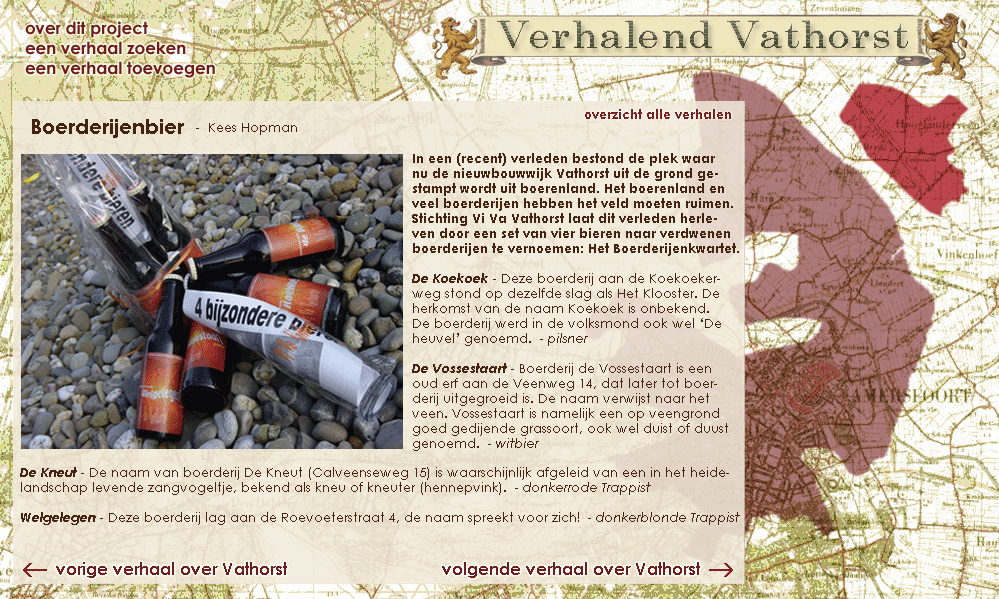 over dit project
een verhaal zoeken
een verhaal toevoegen
Verhalend Vathorst
overzicht alle verhalen
Boerderijenbier - Kees Hopman
In een (recent) verleden bestond de plek waar
nu de nieuwbouwwijk Vathorst uit de grond ge-
stampt wordt uit boerenland. Het boerenland en
veel boerderijen hebben het veld moeten ruimen.
Stichting Vi Va Vathorst laat dit verleden herle-
ven door een set van vier bieren naar verdwenen
boerderijen te vernoemen: Het Boerderijenkwartet.
De Koekoek - Deze boerderij aan de Koekoeker-
weg stond op dezelfde slag als Het Klooster. De
herkomst van de naam Koekoek is onbekend.
De boerderij werd in de volksmond ook wel ‘De
heuvel’ genoemd. - pilsner
De Vossestaart - Boerderij de Vossestaart is een
oud erf aan de Veenweg 14, dat later tot boer-
derij uitgegroeid is. De naam verwijst naar het
veen. Vossestaart is namelijk een op veengrond
goed gedijende grassoort, ook wel duist of duust
genoemd. - witbier
De Kneut - De naam van boerderij De Kneut (Calveenseweg 15) is waarschijnlijk afgeleid van een in het heide-
landschap levende zangvogeltje, bekend als kneu of kneuter (hennepvink). - donkerrode Trappist
Welgelegen - Deze boerderij lag aan de Roevoeterstraat 4, de naam spreekt voor zich! - donkerblonde Trappist
vorige verhaal over Vathorst
volgende verhaal over Vathorst
4 bijzondere
AMERSFOORT